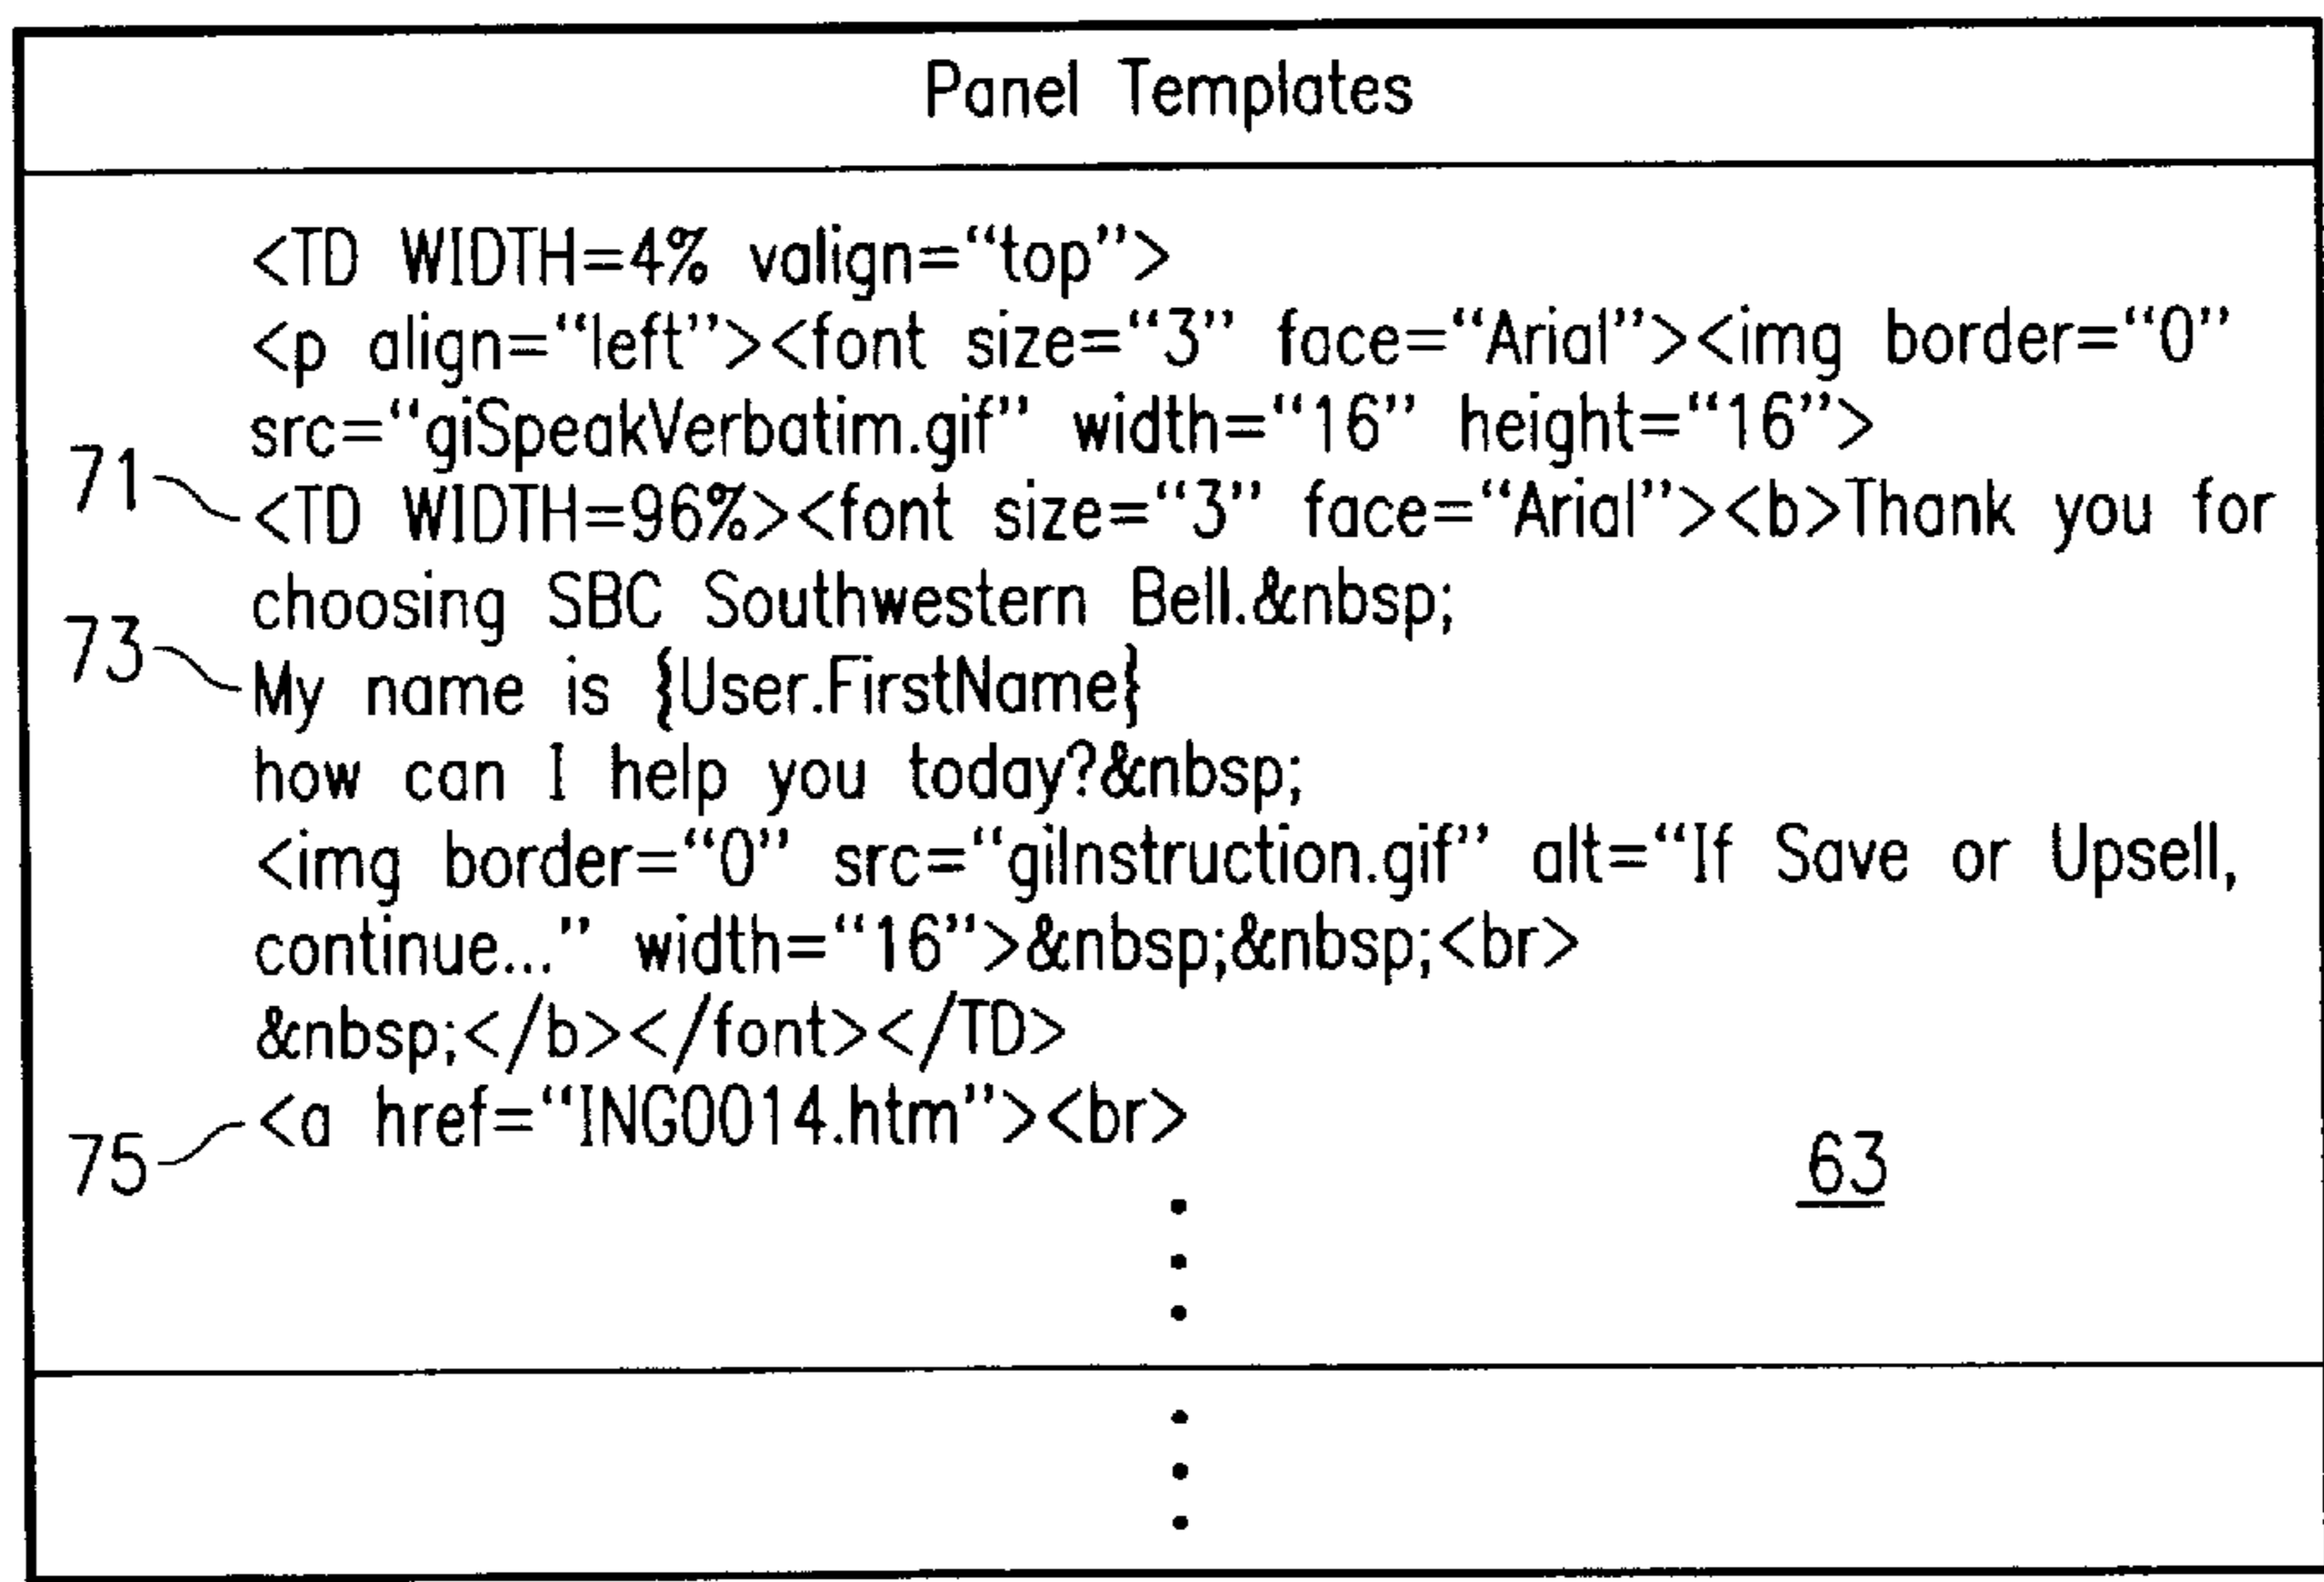 Panel Templates
<TD WIDTH=4% valign=“top”>
<p align=“left”><font size=“3” face=“Arial”><img border=“0”
src=“giSpeakVerbatim.gif” width=“16” height=“16”>
71
<TD WIDTH=96%><font size=“3” face=“Arial”><b>Thank you for
choosing SBC Southwestern Bell.&nbsp;
73
My name is {User.FirstName{
how can I help you today?&nbsp;
<img border=“0” src=“giInstruction.gif” alt=“If Save or Upsell,
continue...” width=“16”>&nbsp;&nbsp;<br>
&nbsp;</b></font></TD>
<a href=“ING0014.htm”><br>
75
63